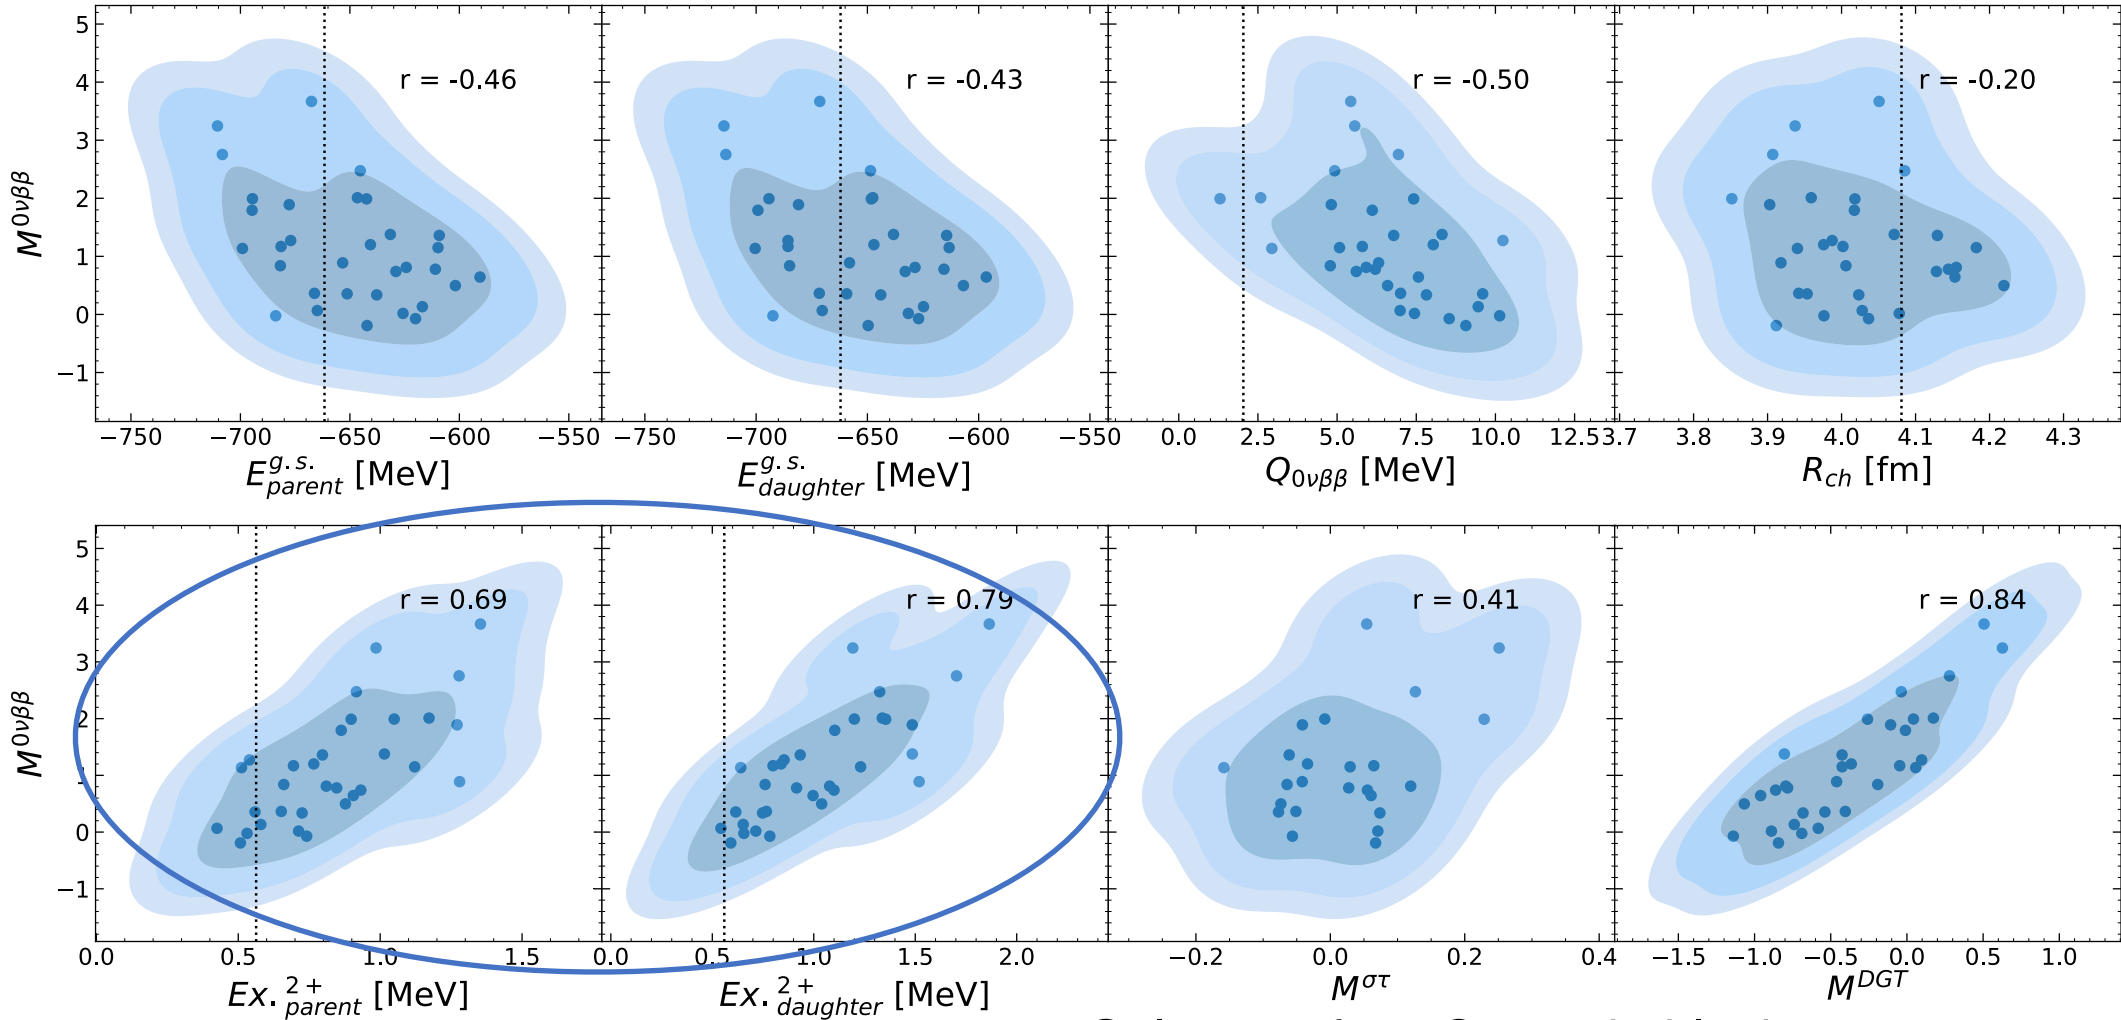 r = -0.46
r = -0.43
r = -0.50
r = -0.20
M^{0νββ}
5
4
3
2
1
0
−1
−750 −700 −650 −600 −550
−750 −700 −650 −600 −550
0.0 2.5 5.0 7.5 10.0 12.5
3.7 3.8 3.9 4.0 4.1 4.2 4.3
E^{g.s.}_{parent} [MeV]
E^{g.s.}_{daughter} [MeV]
Q_{0νββ} [MeV]
R_{ch} [fm]
r = 0.69
r = 0.79
r = 0.41
r = 0.84
M^{0νββ}
5
4
3
2
1
0
−1
0.0 0.5 1.0 1.5
0.0 0.5 1.0 1.5 2.0
−0.2 0.0 0.2 0.4
−1.5 −1.0 −0.5 0.0 0.5 1.0
Ex.^{2+}_{parent} [MeV]
Ex.^{2+}_{daughter} [MeV]
M^{στ}
M^{DGT}